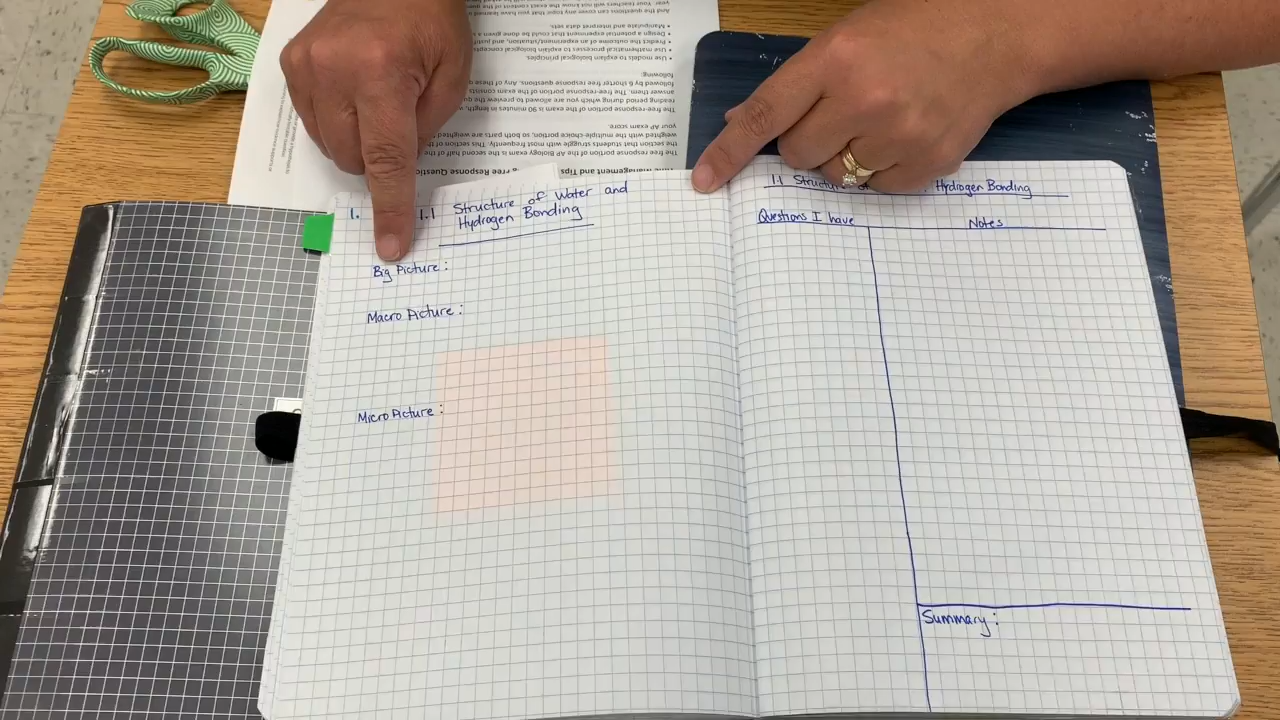 1.
1.1 Structure of Water and
Hydrogen Bonding
Big Picture:
Macro Picture:
Micro Picture:
1.1 Hydrogen Bonding
Questions I have
Notes
Summary:
year. Your teachers will not know the exact content of the
And the questions can cover any topic that you have learned
• Manipulate and interpret data sets.
• Design a potential experiment that could be done given a
• Predict the outcome of an experiment/situation, and
• Use mathematical processes to explain biological concepts
• Use models to explain biological principles.
following:
followed by 6 shorter free response questions. Any of these
answer them. The free-response portion of the exam consists
reading period during which you are allowed to preview the
The free-response portion of the exam is 90 minutes in length,
your AP exam score.
weighted with the multiple-choice portion, so both parts are weighted
the section that students struggle with most frequently. This section of
The free response portion of the AP Biology exam is the second half of the
Management and Tips Free Response